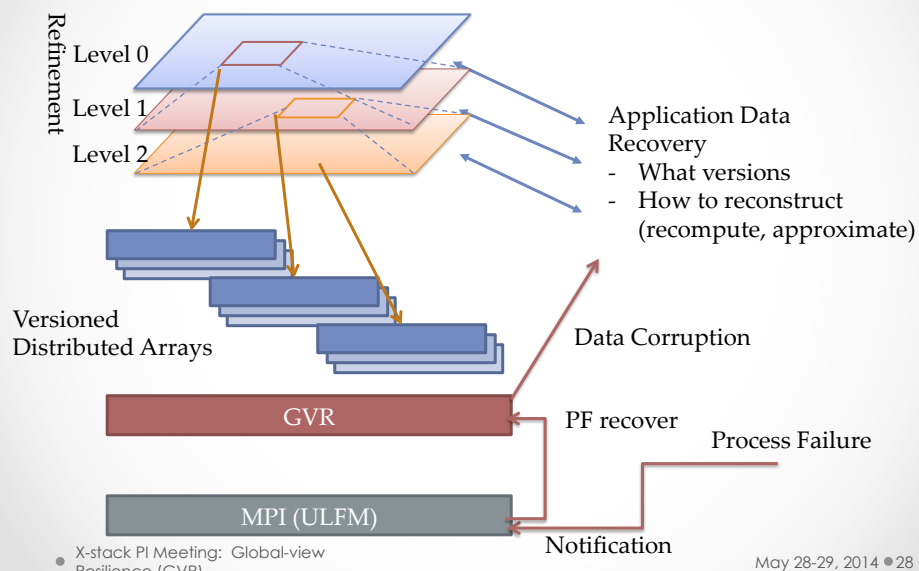 Refinement
Level 0
Level 1
Level 2
Application Data
Recovery
- What versions
- How to reconstruct
(recompute, approximate)
Versioned
Distributed Arrays
Data Corruption
GVR
PF recover
Process Failure
MPI (ULFM)
Notification
X-stack PI Meeting: Global-view
Resilience (GVR)
May 28-29, 2014 ● 28